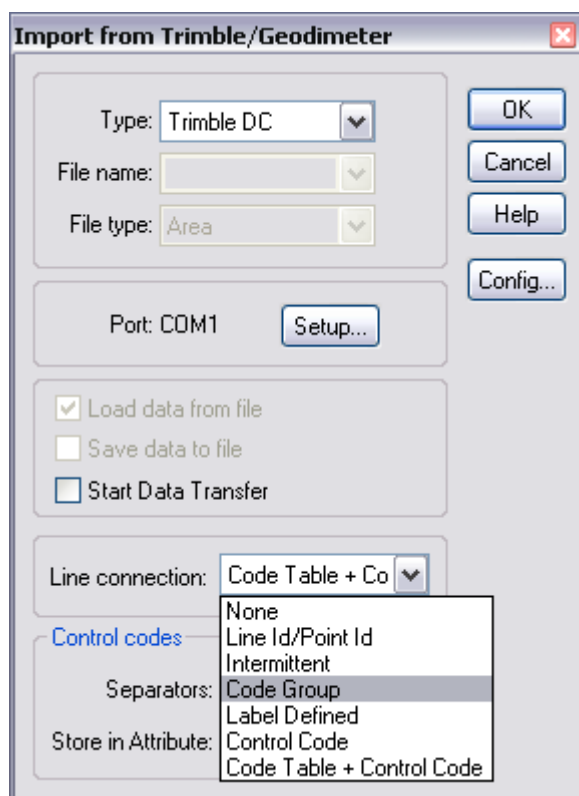 Import from Trimble/Geodimeter
Type: Trimble DC
OK
File name:
Cancel
File type: Area
Help
Config...
Port: COM1 Setup...
Load data from file
Save data to file
Start Data Transfer
Line connection: Code Table + Co
None
Line Id/Point Id
Control codes
Intermittent
Separators: Code Group
Label Defined
Store in Attribute: Control Code
Code Table + Control Code